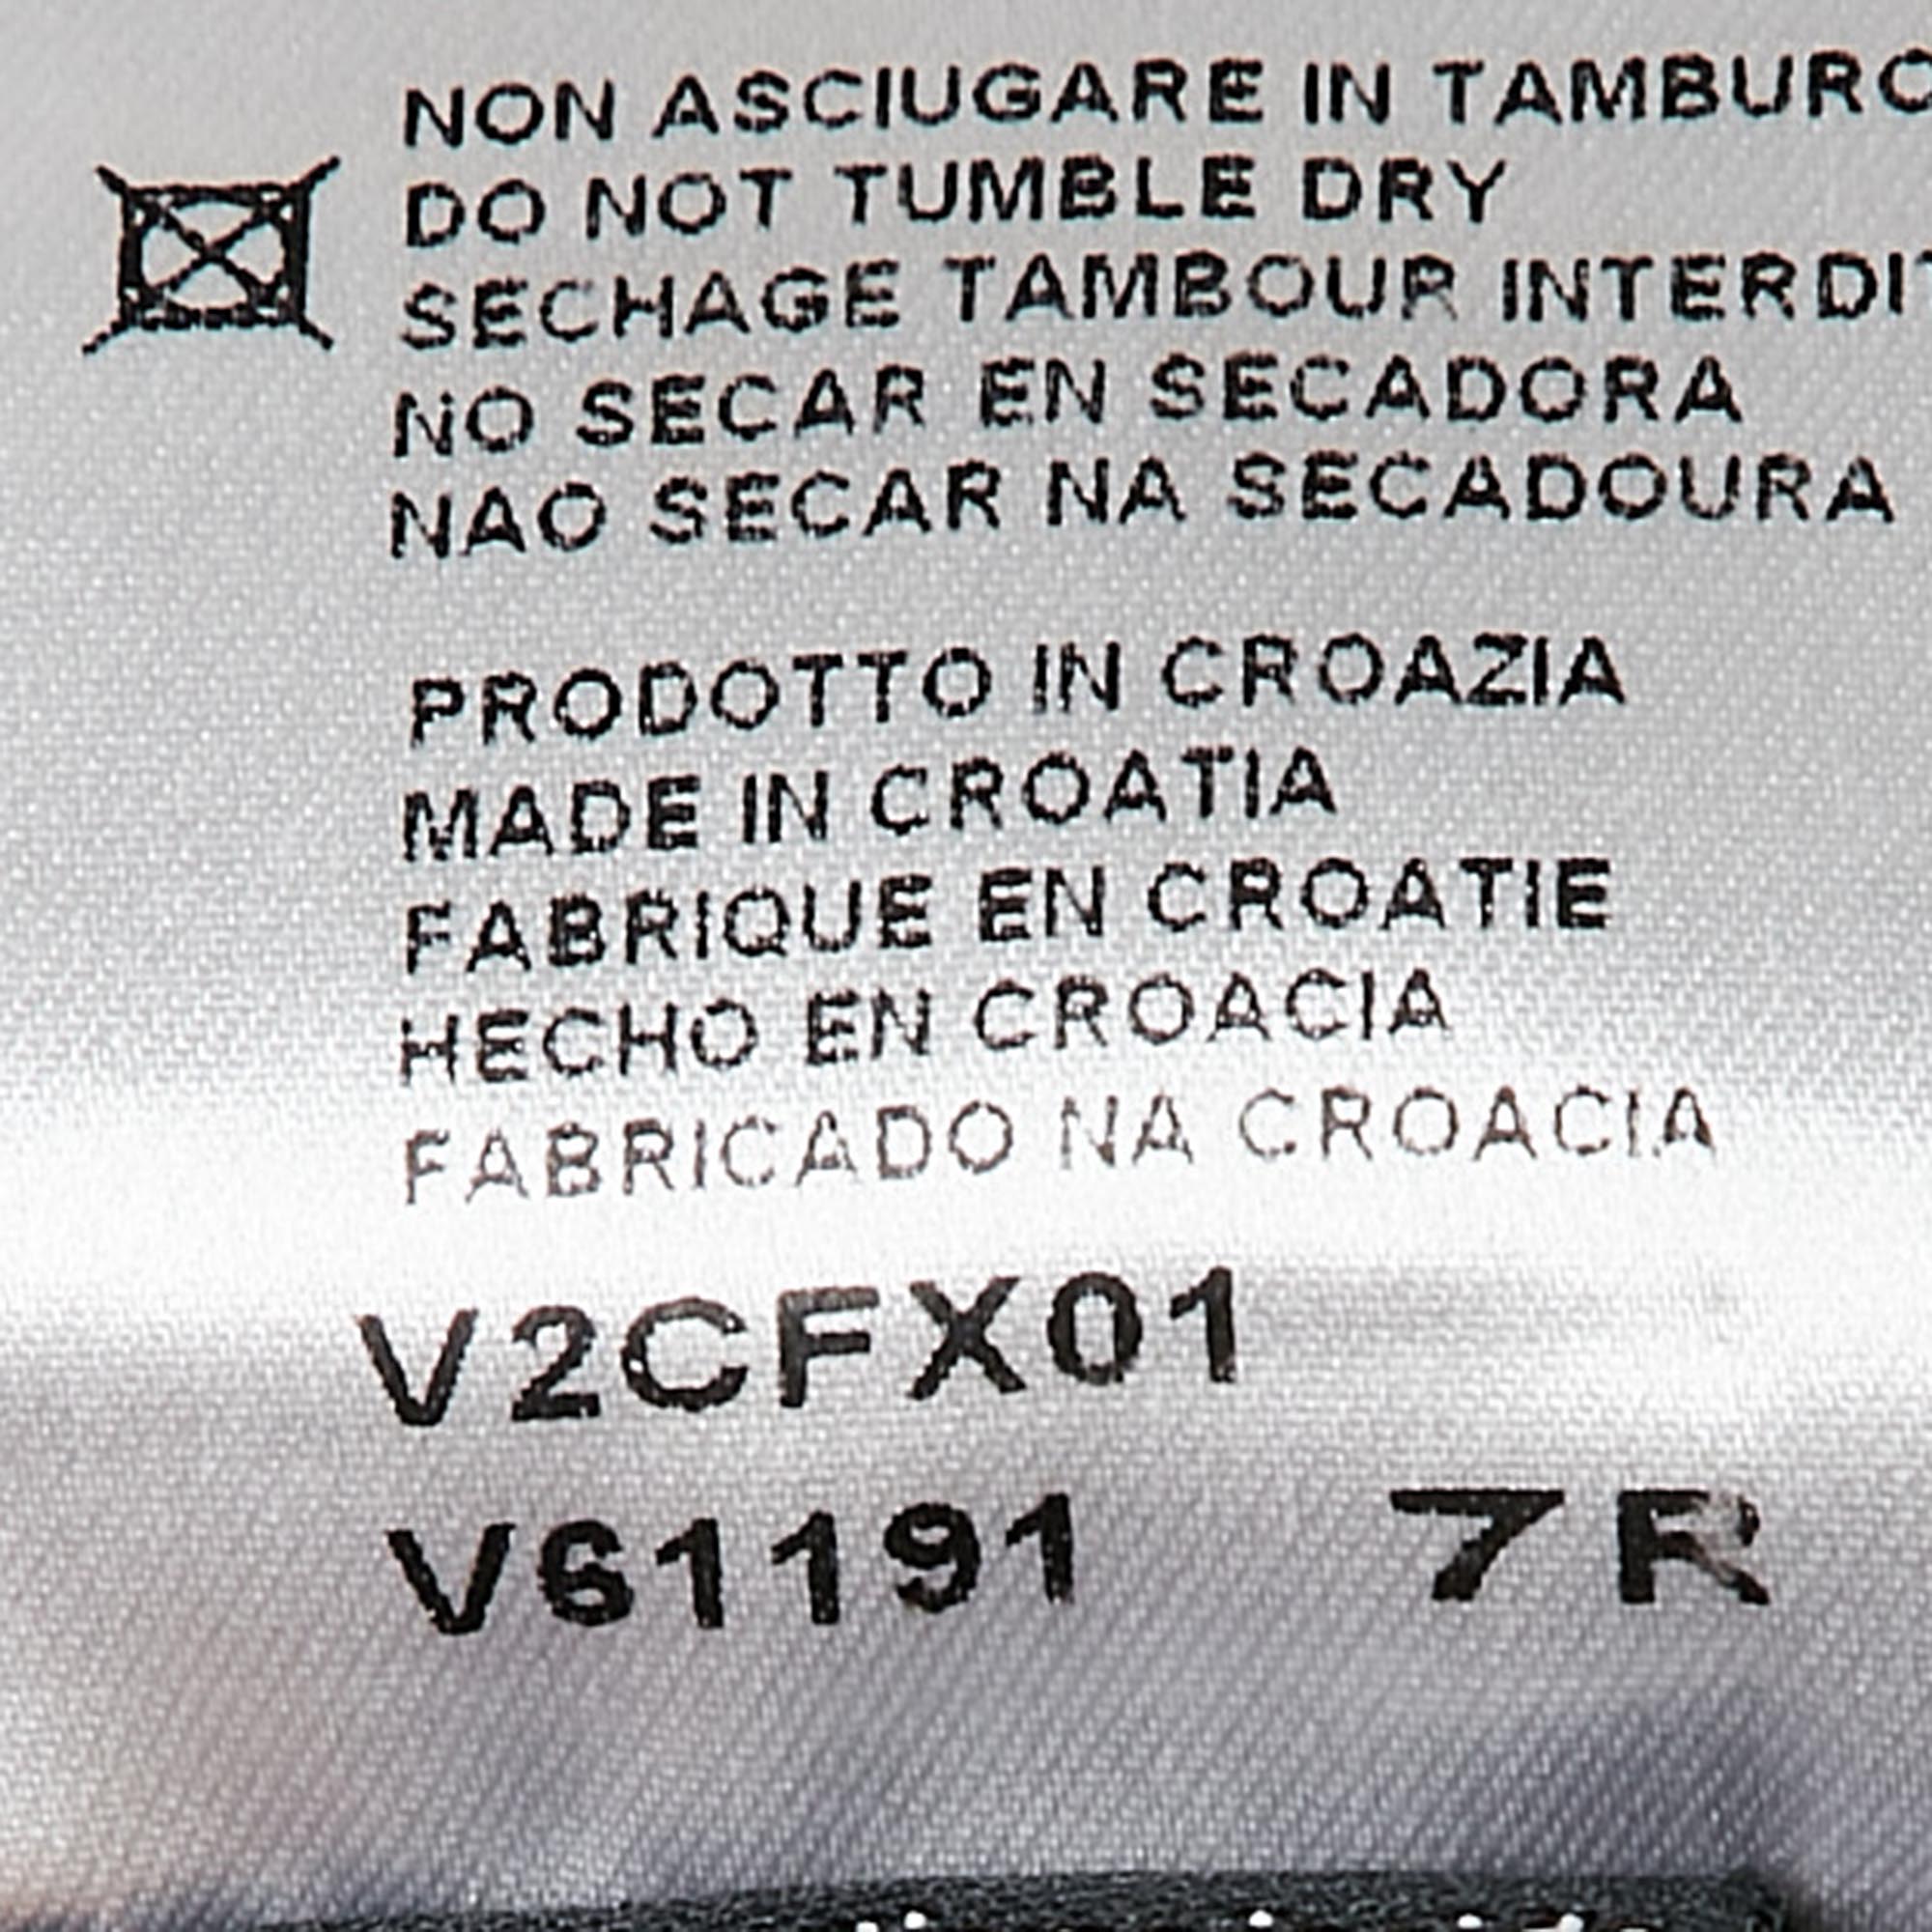 NON ASCIUGARE IN TAMBURO
DO NOT TUMBLE DRY
SECHAGE TAMBOUR INTERDIT
NO SECAR EN SECADORA
NAO SECAR NA SECADOURA
PRODOTTO IN CROAZIA
MADE IN CROATIA
FABRIQUE EN CROATIE
HECHO EN CROACIA
FABRICADO NA CROACIA
V2CFX01
V61191 7R